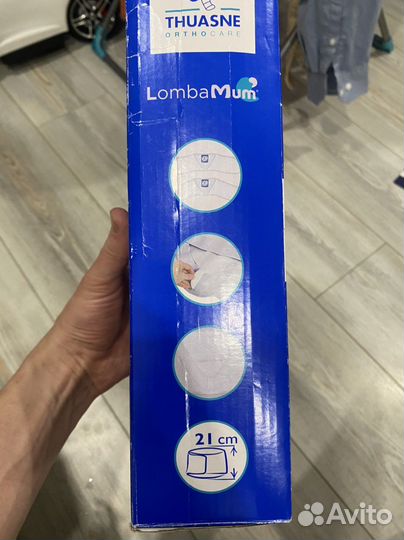 THUASNE
ORTHOCARE
LombaMum
21 cm
Avito